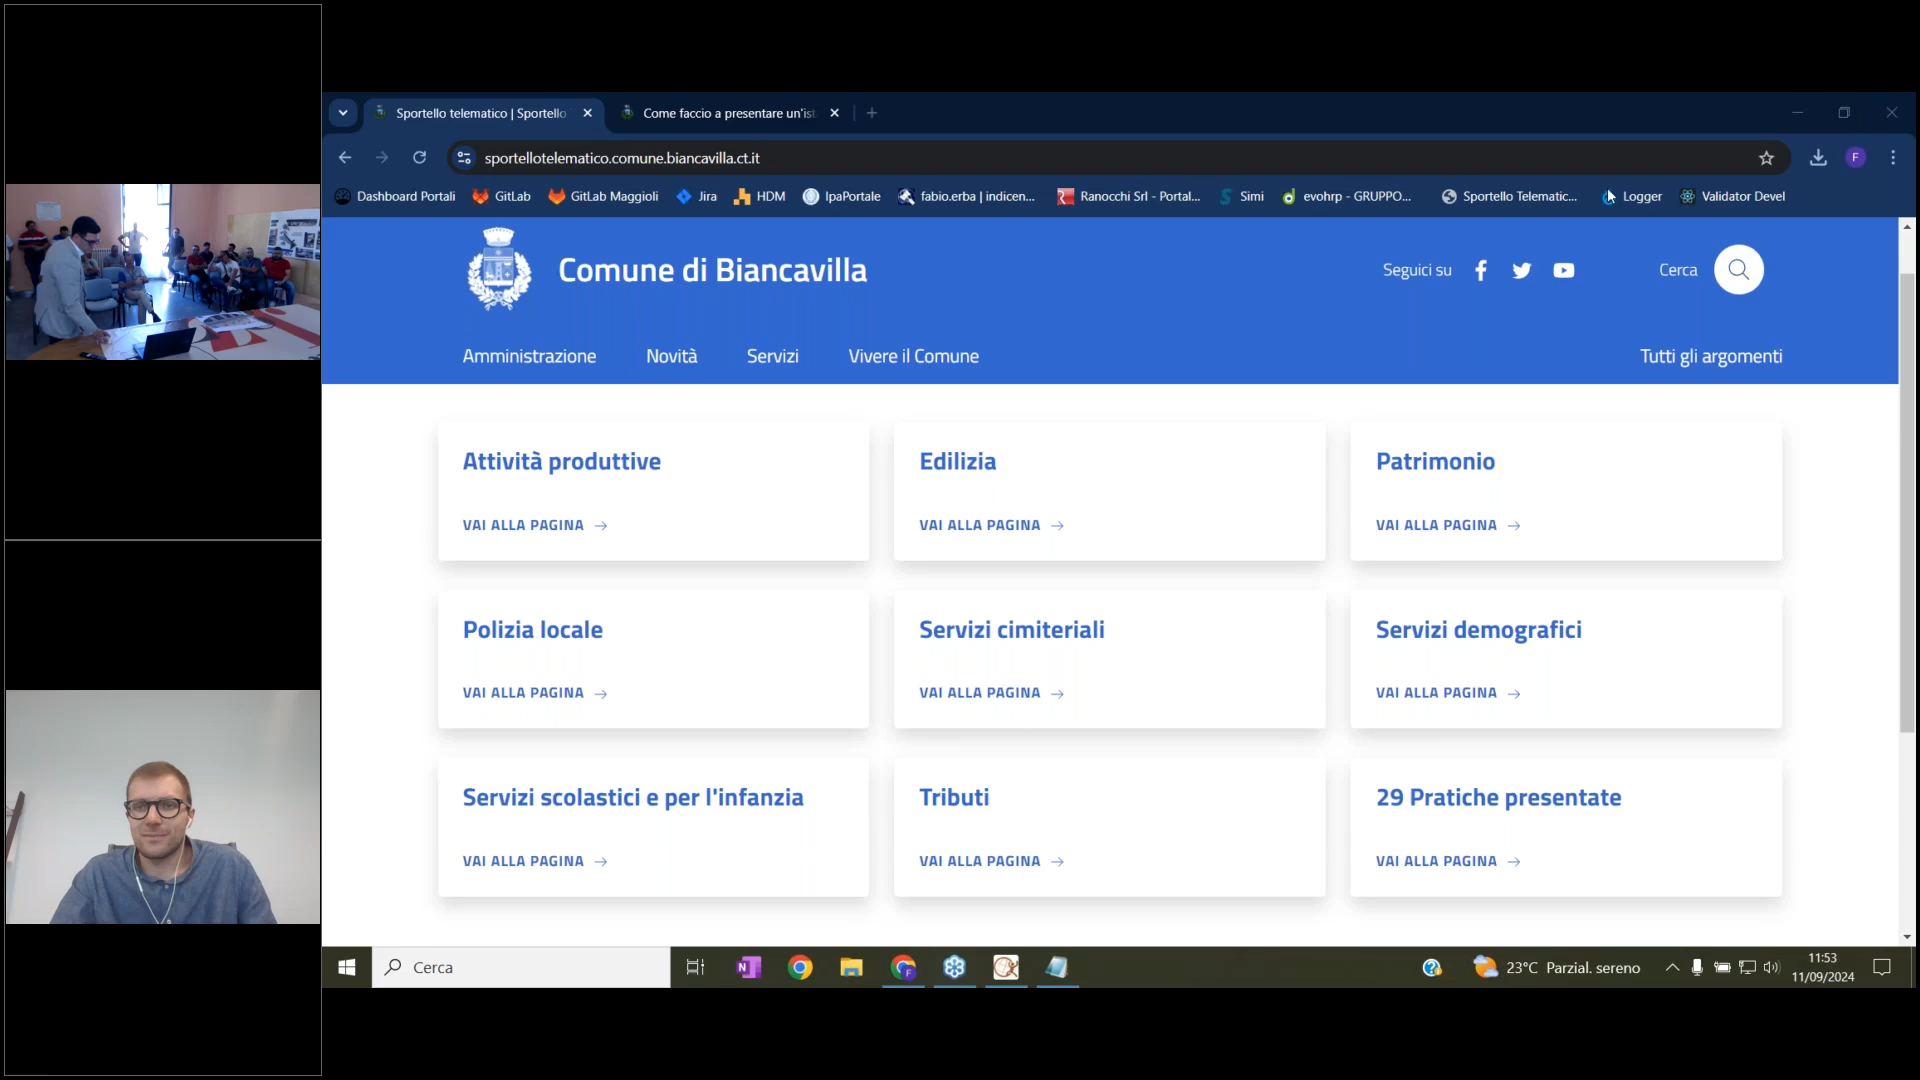 Sportello telematico | Sportello
Come faccio a presentare un'ist
sportellotelematico.comune.biancavilla.ct.it
F
Dashboard Portali
GitLab
GitLab Maggioli
Jira
HDM
IpaPortale
fabio.erba | indicen...
Ranocchi Srl - Portal...
Simi
evohrp - GRUPPO...
Sportello Telematic...
Logger
Validator Devel
Comune di Biancavilla
Seguici su
Cerca
Amministrazione
Novità
Servizi
Vivere il Comune
Tutti gli argomenti
Attività produttive
Edilizia
Patrimonio
VAI ALLA PAGINA
VAI ALLA PAGINA
VAI ALLA PAGINA
Polizia locale
Servizi cimiteriali
Servizi demografici
VAI ALLA PAGINA
VAI ALLA PAGINA
VAI ALLA PAGINA
Servizi scolastici e per l'infanzia
Tributi
29 Pratiche presentate
VAI ALLA PAGINA
VAI ALLA PAGINA
VAI ALLA PAGINA
Cerca
23°C Parzial. sereno
11:53
11/09/2024